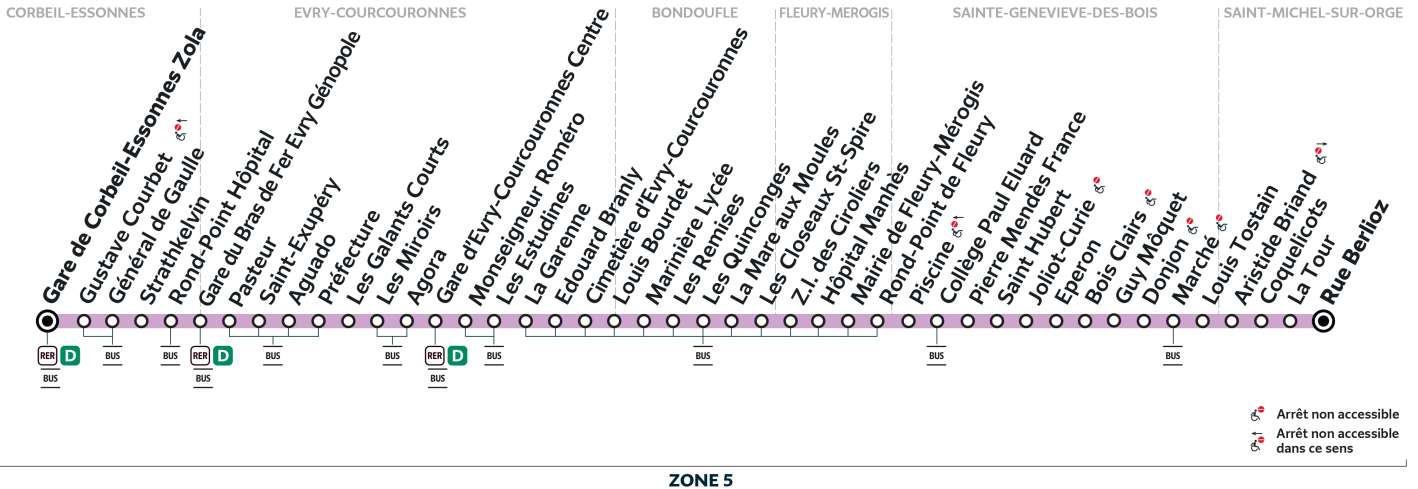 CORBEIL-ESSONNES
EVRY-COURCOURONNES
BONDOUFLE
FLEURY-MEROGIS
SAINTE-GENEVIEVE-DES-BOIS
SAINT-MICHEL-SUR-ORGE
Gare de Corbeil-Essonnes Zola
Gustave Courbet
Général de Gaulle
Strathkelvin
Rond-Point Hôpital
Gare du Bras de Fer Evry Génopole
Pasteur
Saint-Exupéry
Aguado
Préfecture
Les Galants Courts
Les Miroirs
Agora
Gare d'Evry-Courcouronnes Centre
Monseigneur Roméro
Les Estudines
La Garenne
Edouard Branly
Cimetière d'Evry-Courcouronnes
Louis Bourdet
Marinière Lycée
Les Remises
Les Quinconges
La Mare aux Moules
Les Closeaux St-Spire
Z.I. des Ciroliers
Hôpital Manhès
Mairie de Fleury-Mérogis
Rond-Point de Fleury
Piscine
Collège Paul Eluard
Pierre Mendès France
Saint Hubert
Joliot-Curie
Eperon
Bois Clairs
Guy Môquet
Donjon
Marché
Louis Tostain
Aristide Briand
Coquelicots
La Tour
Rue Berlioz
RER D
BUS
BUS
BUS
RER D
BUS
BUS
BUS
RER D
BUS
BUS
BUS
BUS
BUS
Arrêt non accessible
Arrêt non accessible
dans ce sens
ZONE 5